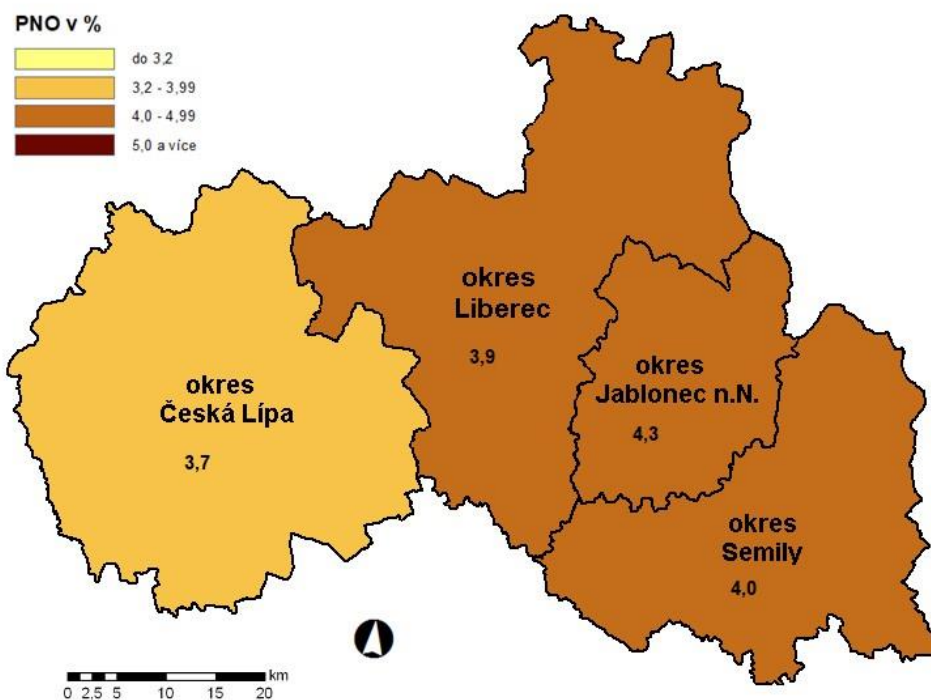 PNO v %
do 3,2
3,2 - 3,99
4,0 - 4,99
5,0 a více
okres
Liberec
3,9
okres
Jablonec n.N.
4,3
okres
Česká Lípa
3,7
okres
Semily
4,0
km
0 2,5 5 10 15 20